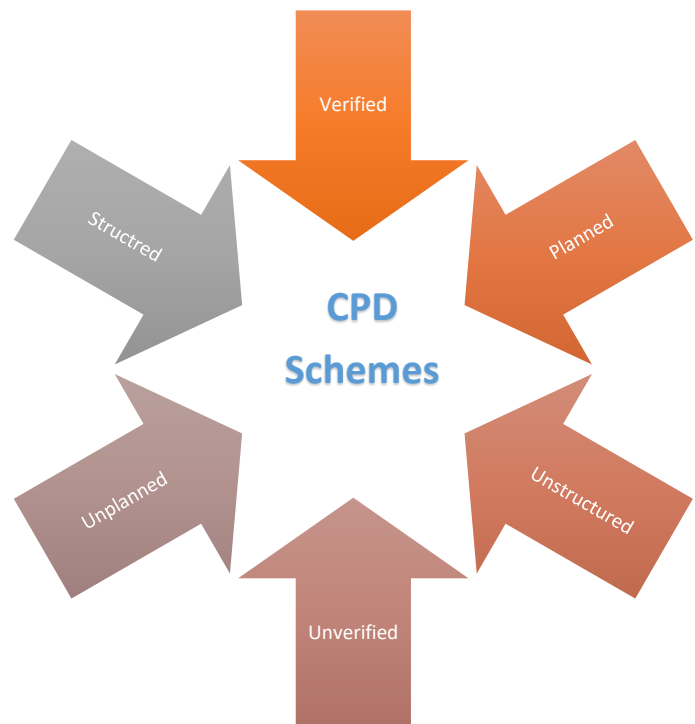 Verified
Structred
Planned
CPD
Schemes
Unplanned
Unstructured
Unverified